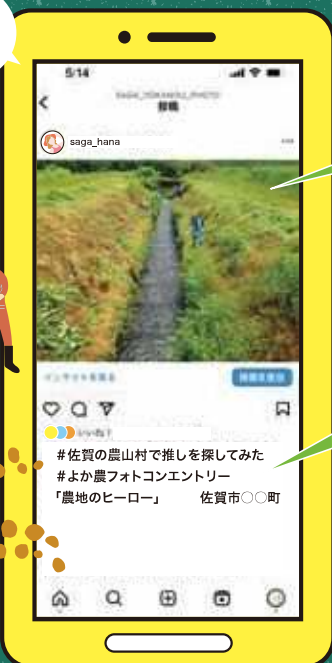 5/14
投稿
saga_hana
インサイトを見る
#佐賀の農山村で推しを探してみた
#よか農フォトコンエントリー
「農地のヒーロー」 佐賀市○○町